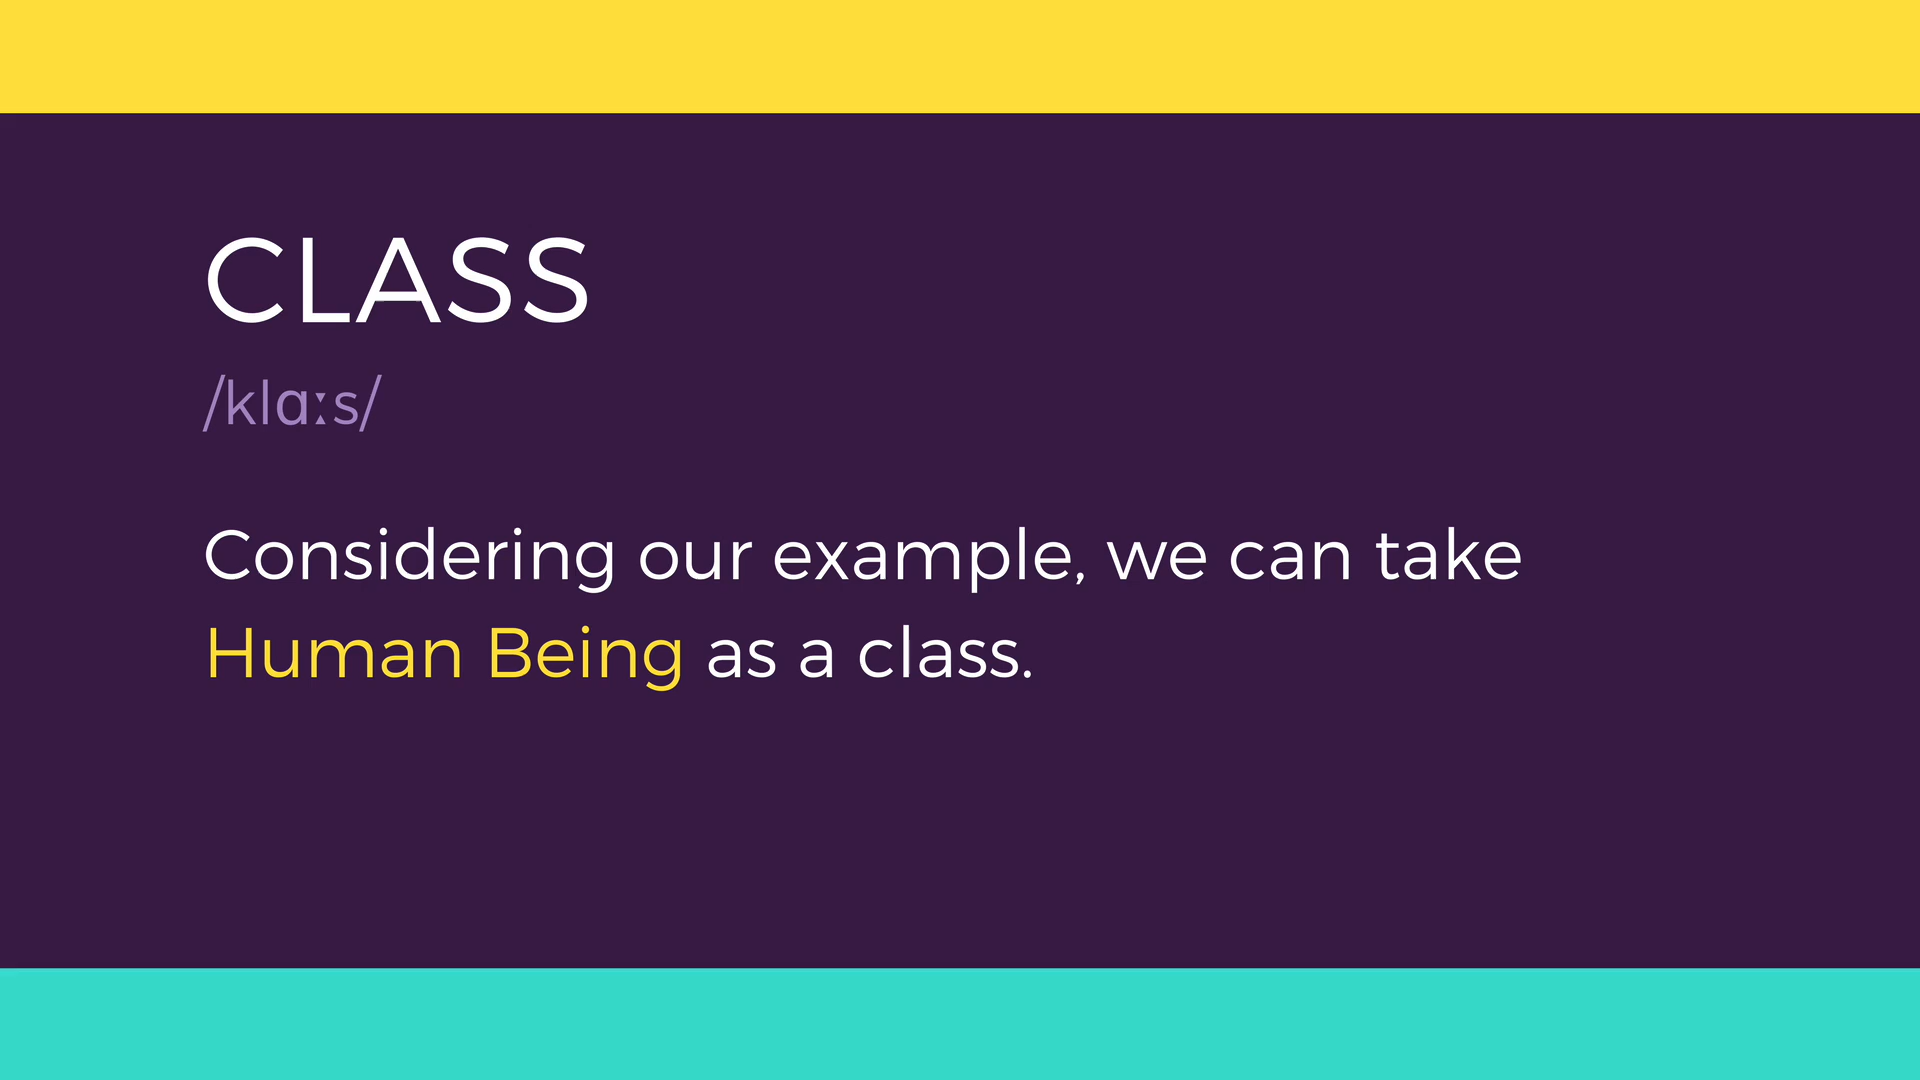 CLASS
/klɑːs/
Considering our example, we can take
Human Being as a class.